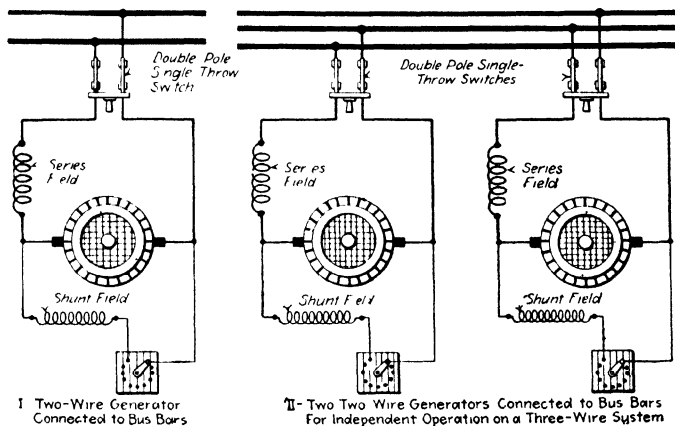 Double Pole
Single Throw
Switch
Series
Field
Shunt Field
I Two-Wire Generator
Connected to Bus Bars
Double Pole Single-
Throw Switches
Series
Field
Shunt Field
Series
Field
Shunt Field
II- Two Two Wire Generators Connected to Bus Bars
For Independent Operation on a Three-Wire System